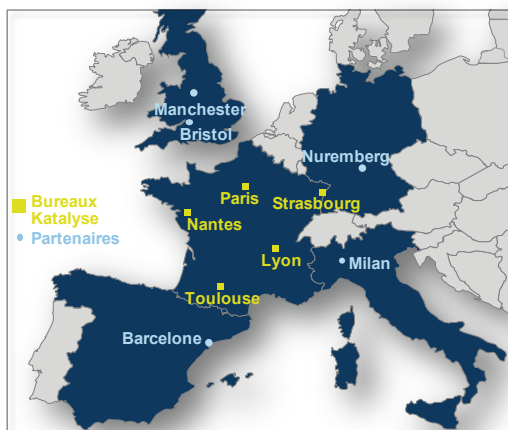 Manchester
Bristol
Nuremberg
Paris
Strasbourg
Bureaux
Katalyse
Nantes
Partenaires
Lyon
Milan
Toulouse
Barcelone